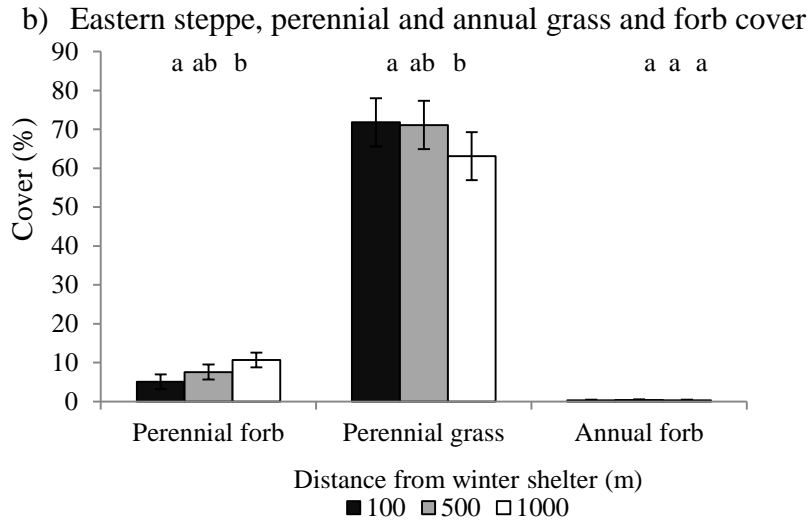 b) Eastern steppe, perennial and annual grass and forb cover
90
80
70
60
50
40
30
20
10
0
Cover (%)
a ab b
a ab b
a a a
Perennial forb
Perennial grass
Annual forb
Distance from winter shelter (m)
100 500 1000